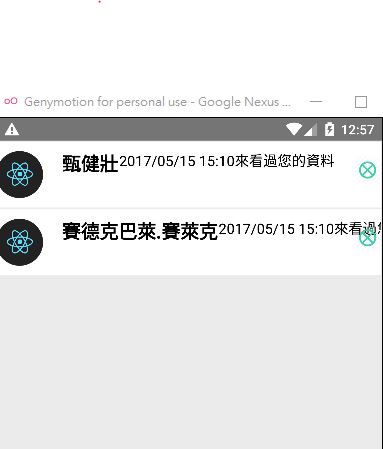 Genymotion for personal use - Google Nexus ...
12:57
甄健壯2017/05/15 15:10來看過您的資料
賽德克巴萊.賽萊克2017/05/15 15:10來看過